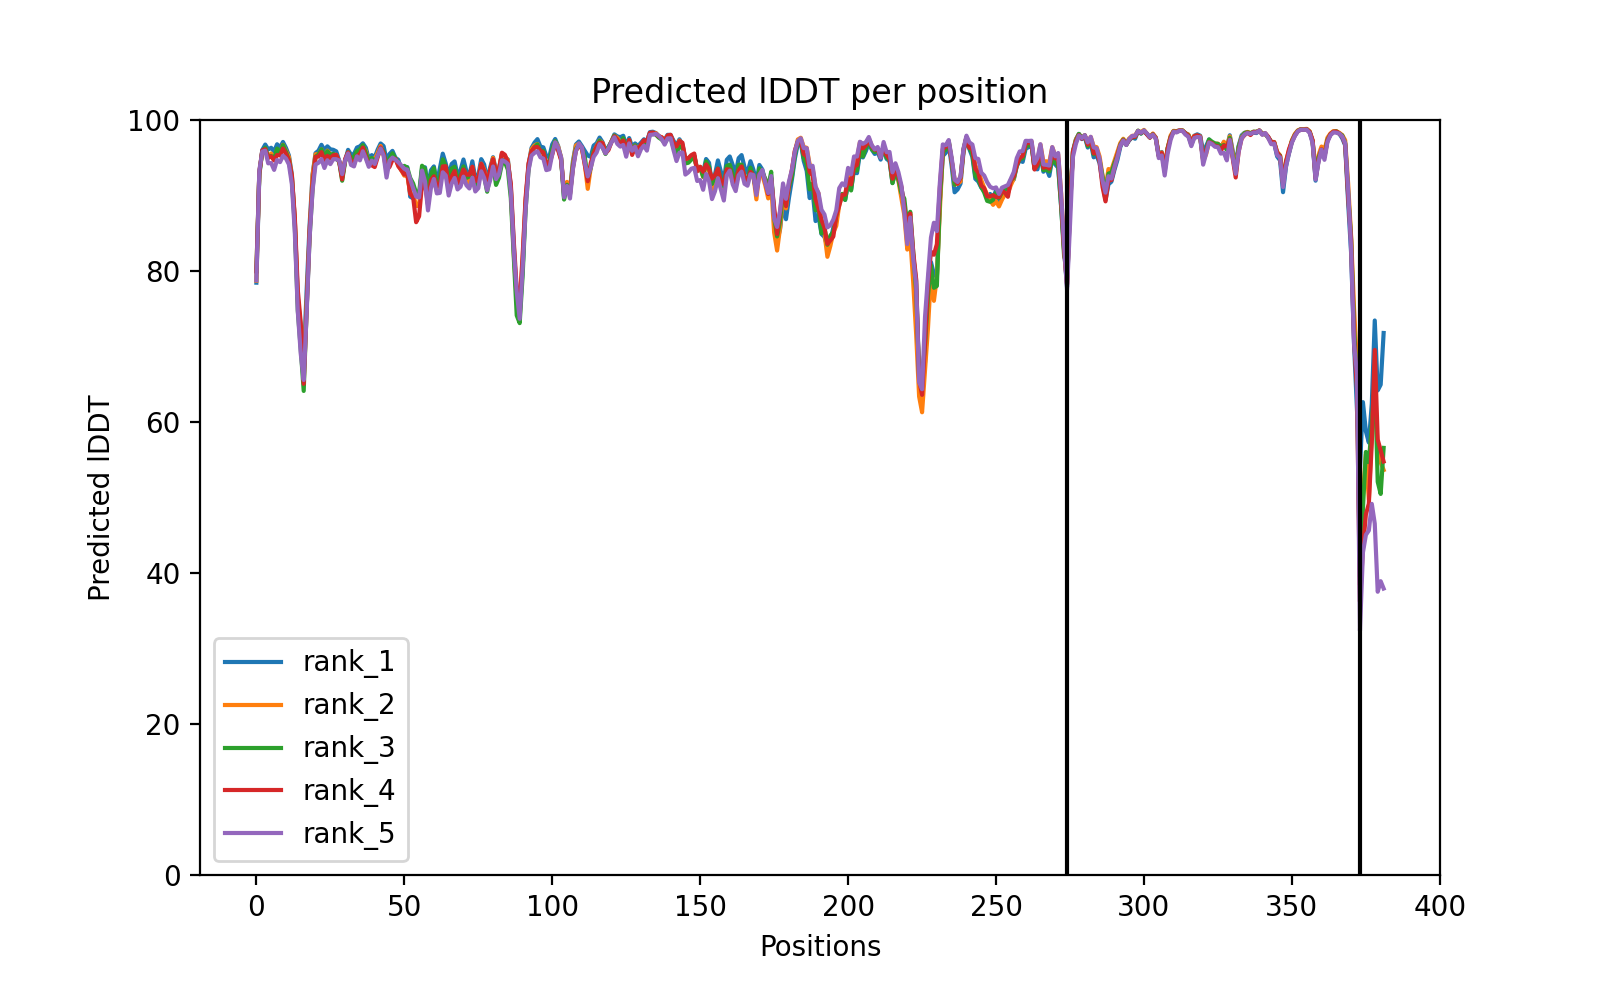 Predicted lDDT per position
100
80
60
40
20
0
Predicted lDDT
rank_1
rank_2
rank_3
rank_4
rank_5
0 50 100 150 200 250 300 350 400
Positions